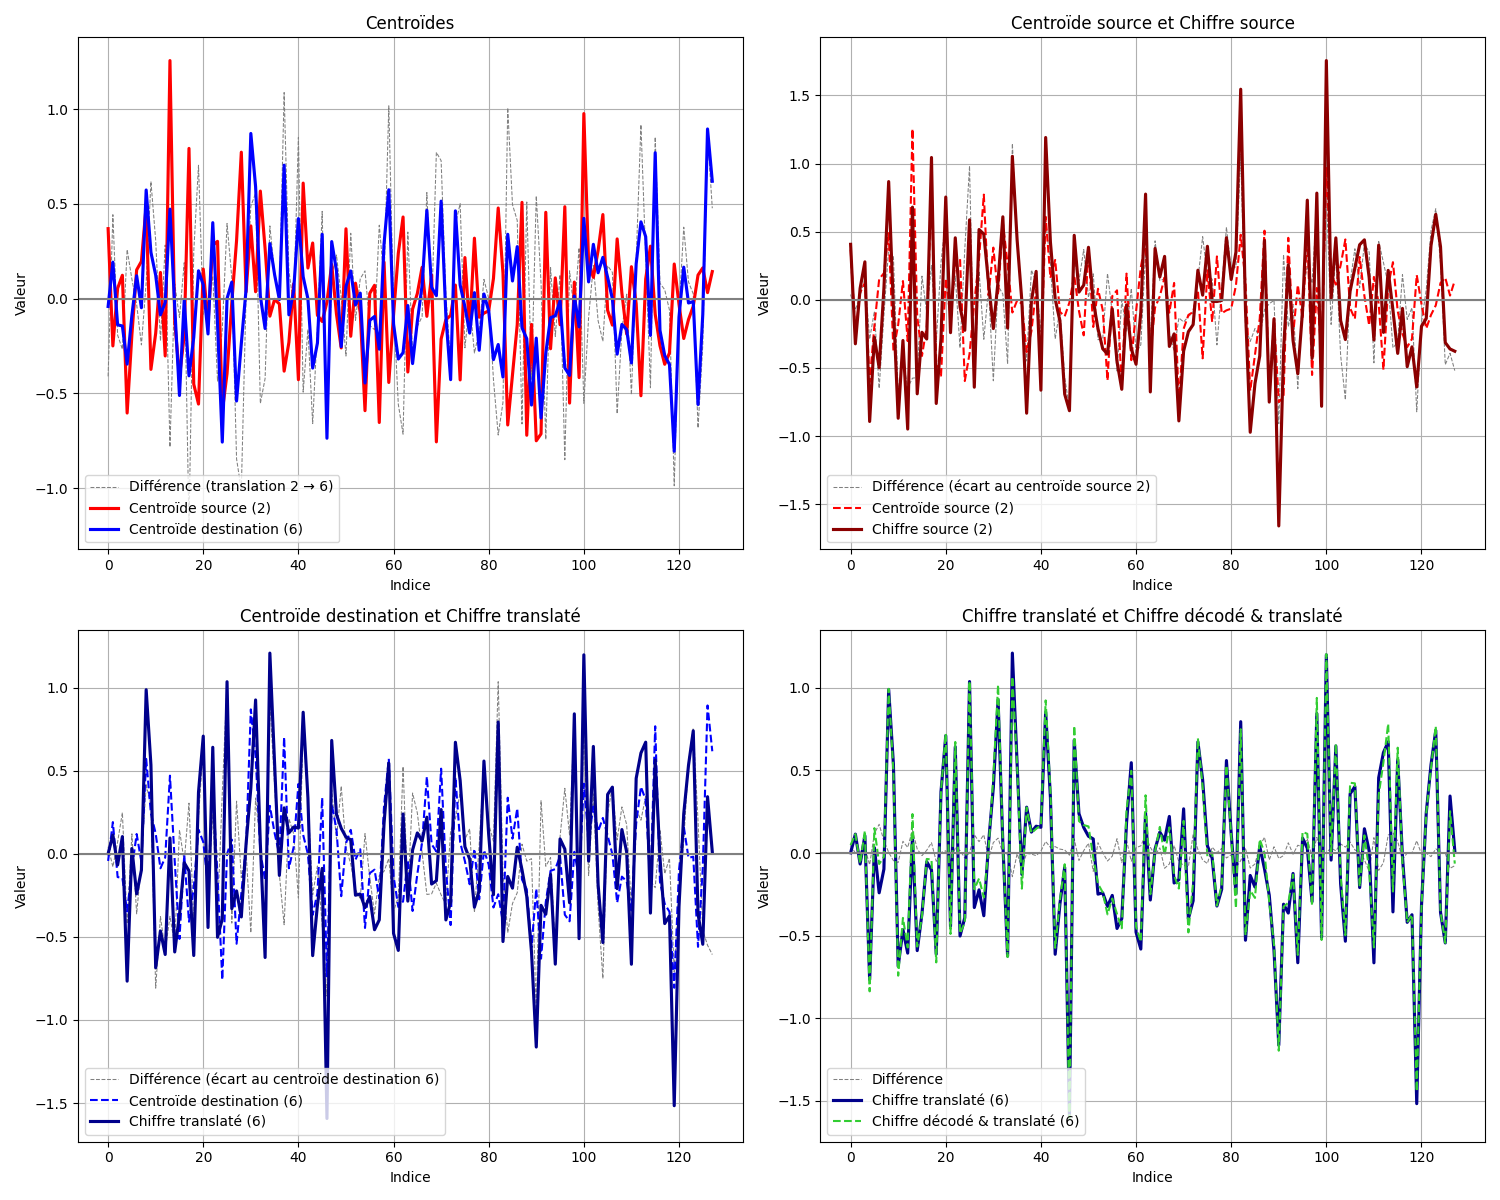 Centroïdes
Valeur
1.0
0.5
0.0
−0.5
−1.0
Différence (translation 2 → 6)
Centroïde source (2)
Centroïde destination (6)
0 20 40 60 80 100 120
Indice
Centroïde source et Chiffre source
Valeur
1.5
1.0
0.5
0.0
−0.5
−1.0
−1.5
Différence (écart au centroïde source 2)
Centroïde source (2)
Chiffre source (2)
0 20 40 60 80 100 120
Indice
Centroïde destination et Chiffre translaté
Valeur
1.0
0.5
0.0
−0.5
−1.0
−1.5
Différence (écart au centroïde destination 6)
Centroïde destination (6)
Chiffre translaté (6)
0 20 40 60 80 100 120
Indice
Chiffre translaté et Chiffre décodé & translaté
Valeur
1.0
0.5
0.0
−0.5
−1.0
−1.5
Différence
Chiffre translaté (6)
Chiffre décodé & translaté (6)
0 20 40 60 80 100 120
Indice